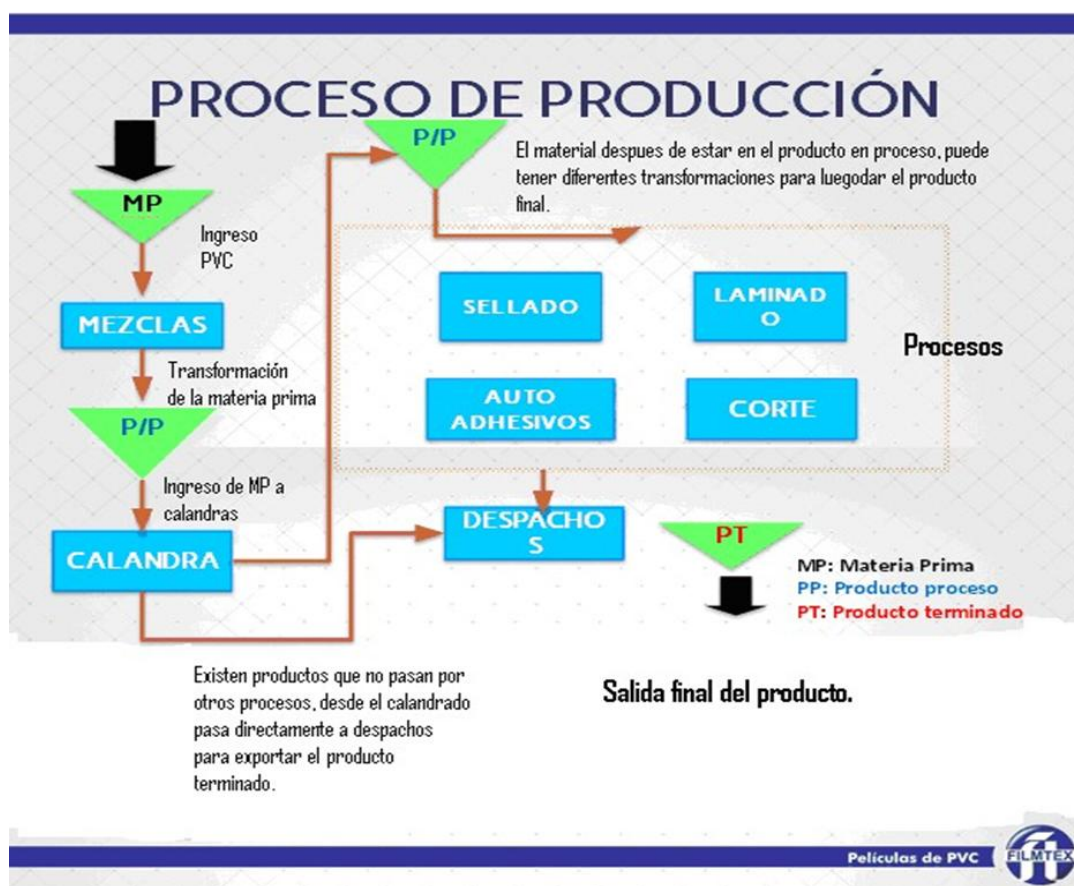 PROCESO DE PRODUCCIÓN
MP
Ingreso
PVC
MEZCLAS
Transformación
de la materia prima
P/P
Ingreso de MP a
calandras
CALANDRA
P/P
El material despues de estar en el producto en proceso, puede
tener diferentes transformaciones para luegodar el producto
final.
SELLADO
LAMINAD
O
AUTO
ADHESIVOS
CORTE
Procesos
DESPACHO
S
PT
MP: Materia Prima
PP: Producto proceso
PT: Producto terminado
Existen productos que no pasan por
otros procesos, desde el calandrado
pasa directamente a despachos
para exportar el producto
terminado.
Salida final del producto.
Películas de PVC
FILMTEX